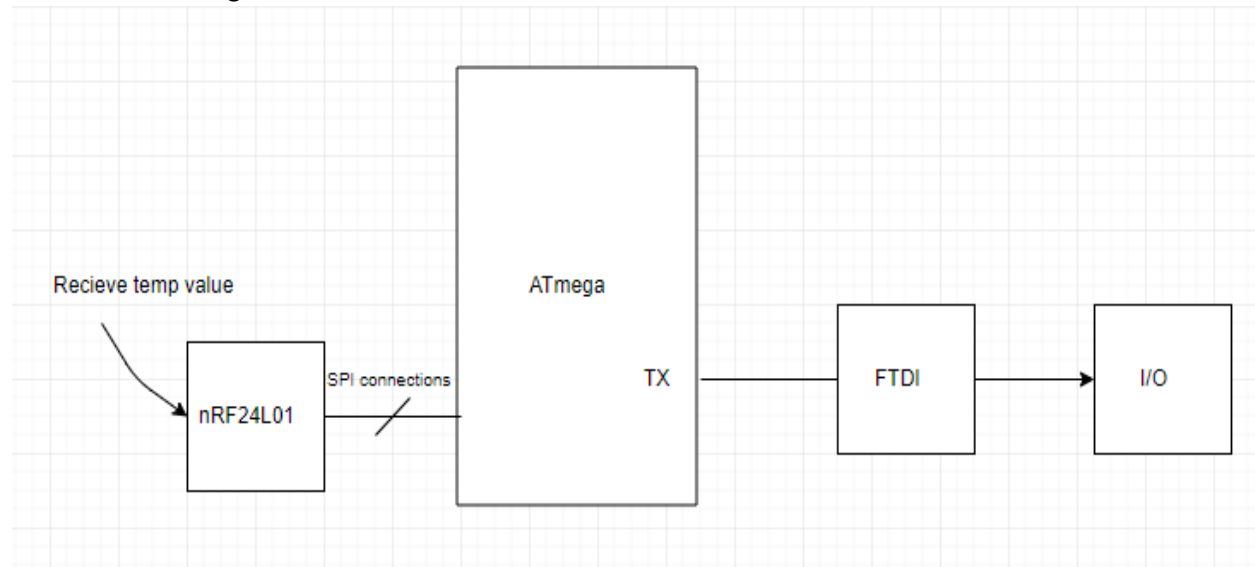 Recieve temp value
ATmega
SPI connections
TX
FTDI
I/O
nRF24L01